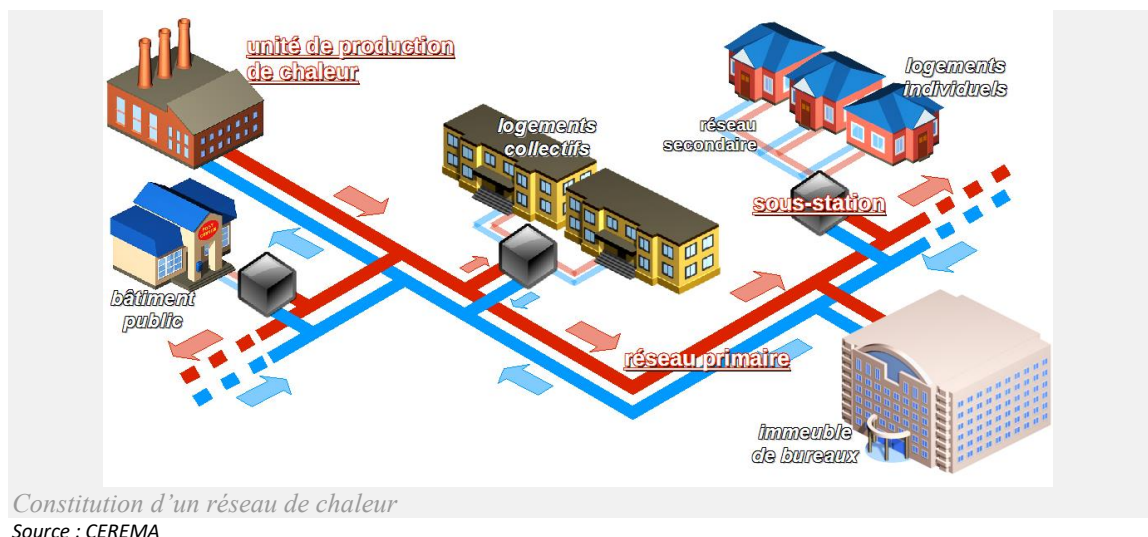 unité de production
de chaleur
logements
individuels
logements
collectifs
réseau
secondaire
sous-station
bâtiment
public
réseau primaire
immeuble
de bureaux
Constitution d’un réseau de chaleur
Source : CEREMA